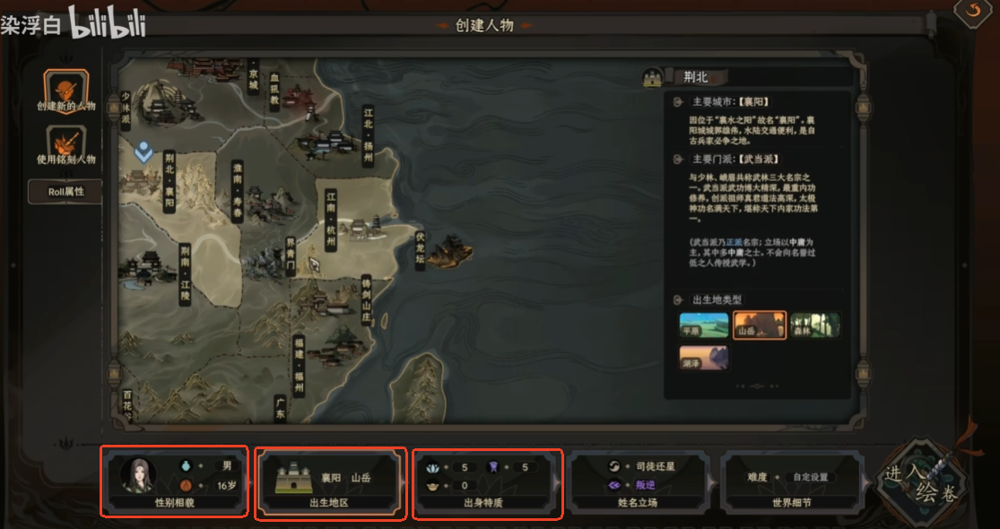 染浮白 bilibili
创建人物
创建新的人物
使用铭刻人物
Roll属性
少林派
京城
血犼教
江北·扬州
荆北·襄阳
淮南·寿春
江南·杭州
荆南·江陵
界青门
伏龙坛
铸剑山庄
福建·福州
广东
百花谷
荆北
主要城市:【襄阳】
因位于“襄水之阳”故名“襄阳”。襄
阳城城郭雄伟,水陆交通便利,是自
古兵家必争之地。
主要门派:【武当派】
与少林、峨眉共称武林三大名宗之
一。武当派武功博大精深,最重内功
修养,创派祖师真君道法高深,太极
神功名满天下,堪称天下内家功法第
一。
(武当派乃正派名宗;立场以中庸为
主,其中多中庸之士。不会向名誉过
低之人传授武学。)
出生地类型
平原
山岳
森林
湖泽
男
16岁
性别相貌
襄阳 山岳
出生地区
5 5
0
出身特质
司徒还星
叛逆
姓名立场
难度 自定设置
世界细节
进入绘卷